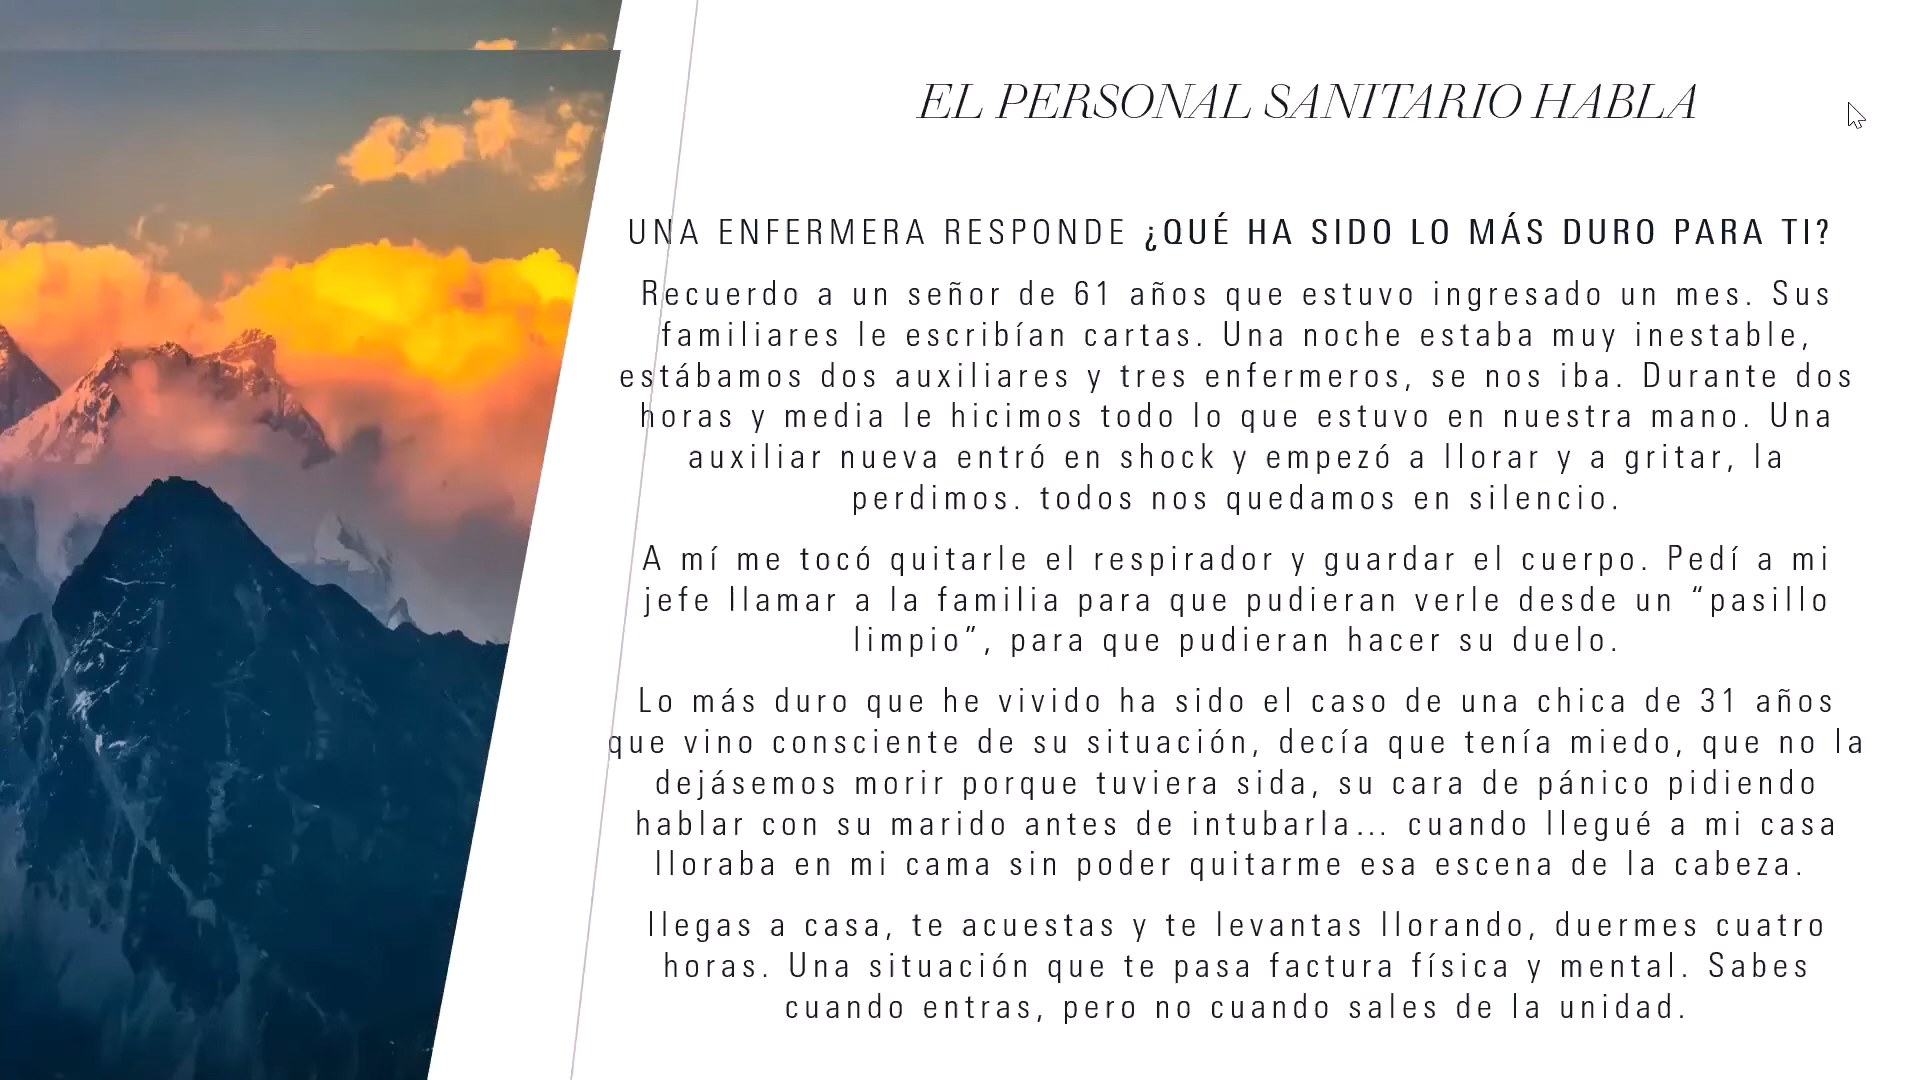 EL PERSONAL SANITARIO HABLA
UNA ENFERMERA RESPONDE ¿QUÉ HA SIDO LO MÁS DURO PARA TI?
Recuerdo a un señor de 61 años que estuvo ingresado un mes. Sus
familiares le escribían cartas. Una noche estaba muy inestable,
estábamos dos auxiliares y tres enfermeros, se nos iba. Durante dos
horas y media le hicimos todo lo que estuvo en nuestra mano. Una
auxiliar nueva entró en shock y empezó a llorar y a gritar, la
perdimos. todos nos quedamos en silencio.
A mí me tocó quitarle el respirador y guardar el cuerpo. Pedí a mi
jefe llamar a la familia para que pudieran verle desde un “pasillo
limpio”, para que pudieran hacer su duelo.
Lo más duro que he vivido ha sido el caso de una chica de 31 años
que vino consciente de su situación, decía que tenía miedo, que no la
dejásemos morir porque tuviera sida, su cara de pánico pidiendo
hablar con su marido antes de intubarla... cuando llegué a mi casa
lloraba en mi cama sin poder quitarme esa escena de la cabeza.
llegas a casa, te acuestas y te levantas llorando, duermes cuatro
horas. Una situación que te pasa factura física y mental. Sabes
cuando entras, pero no cuando sales de la unidad.